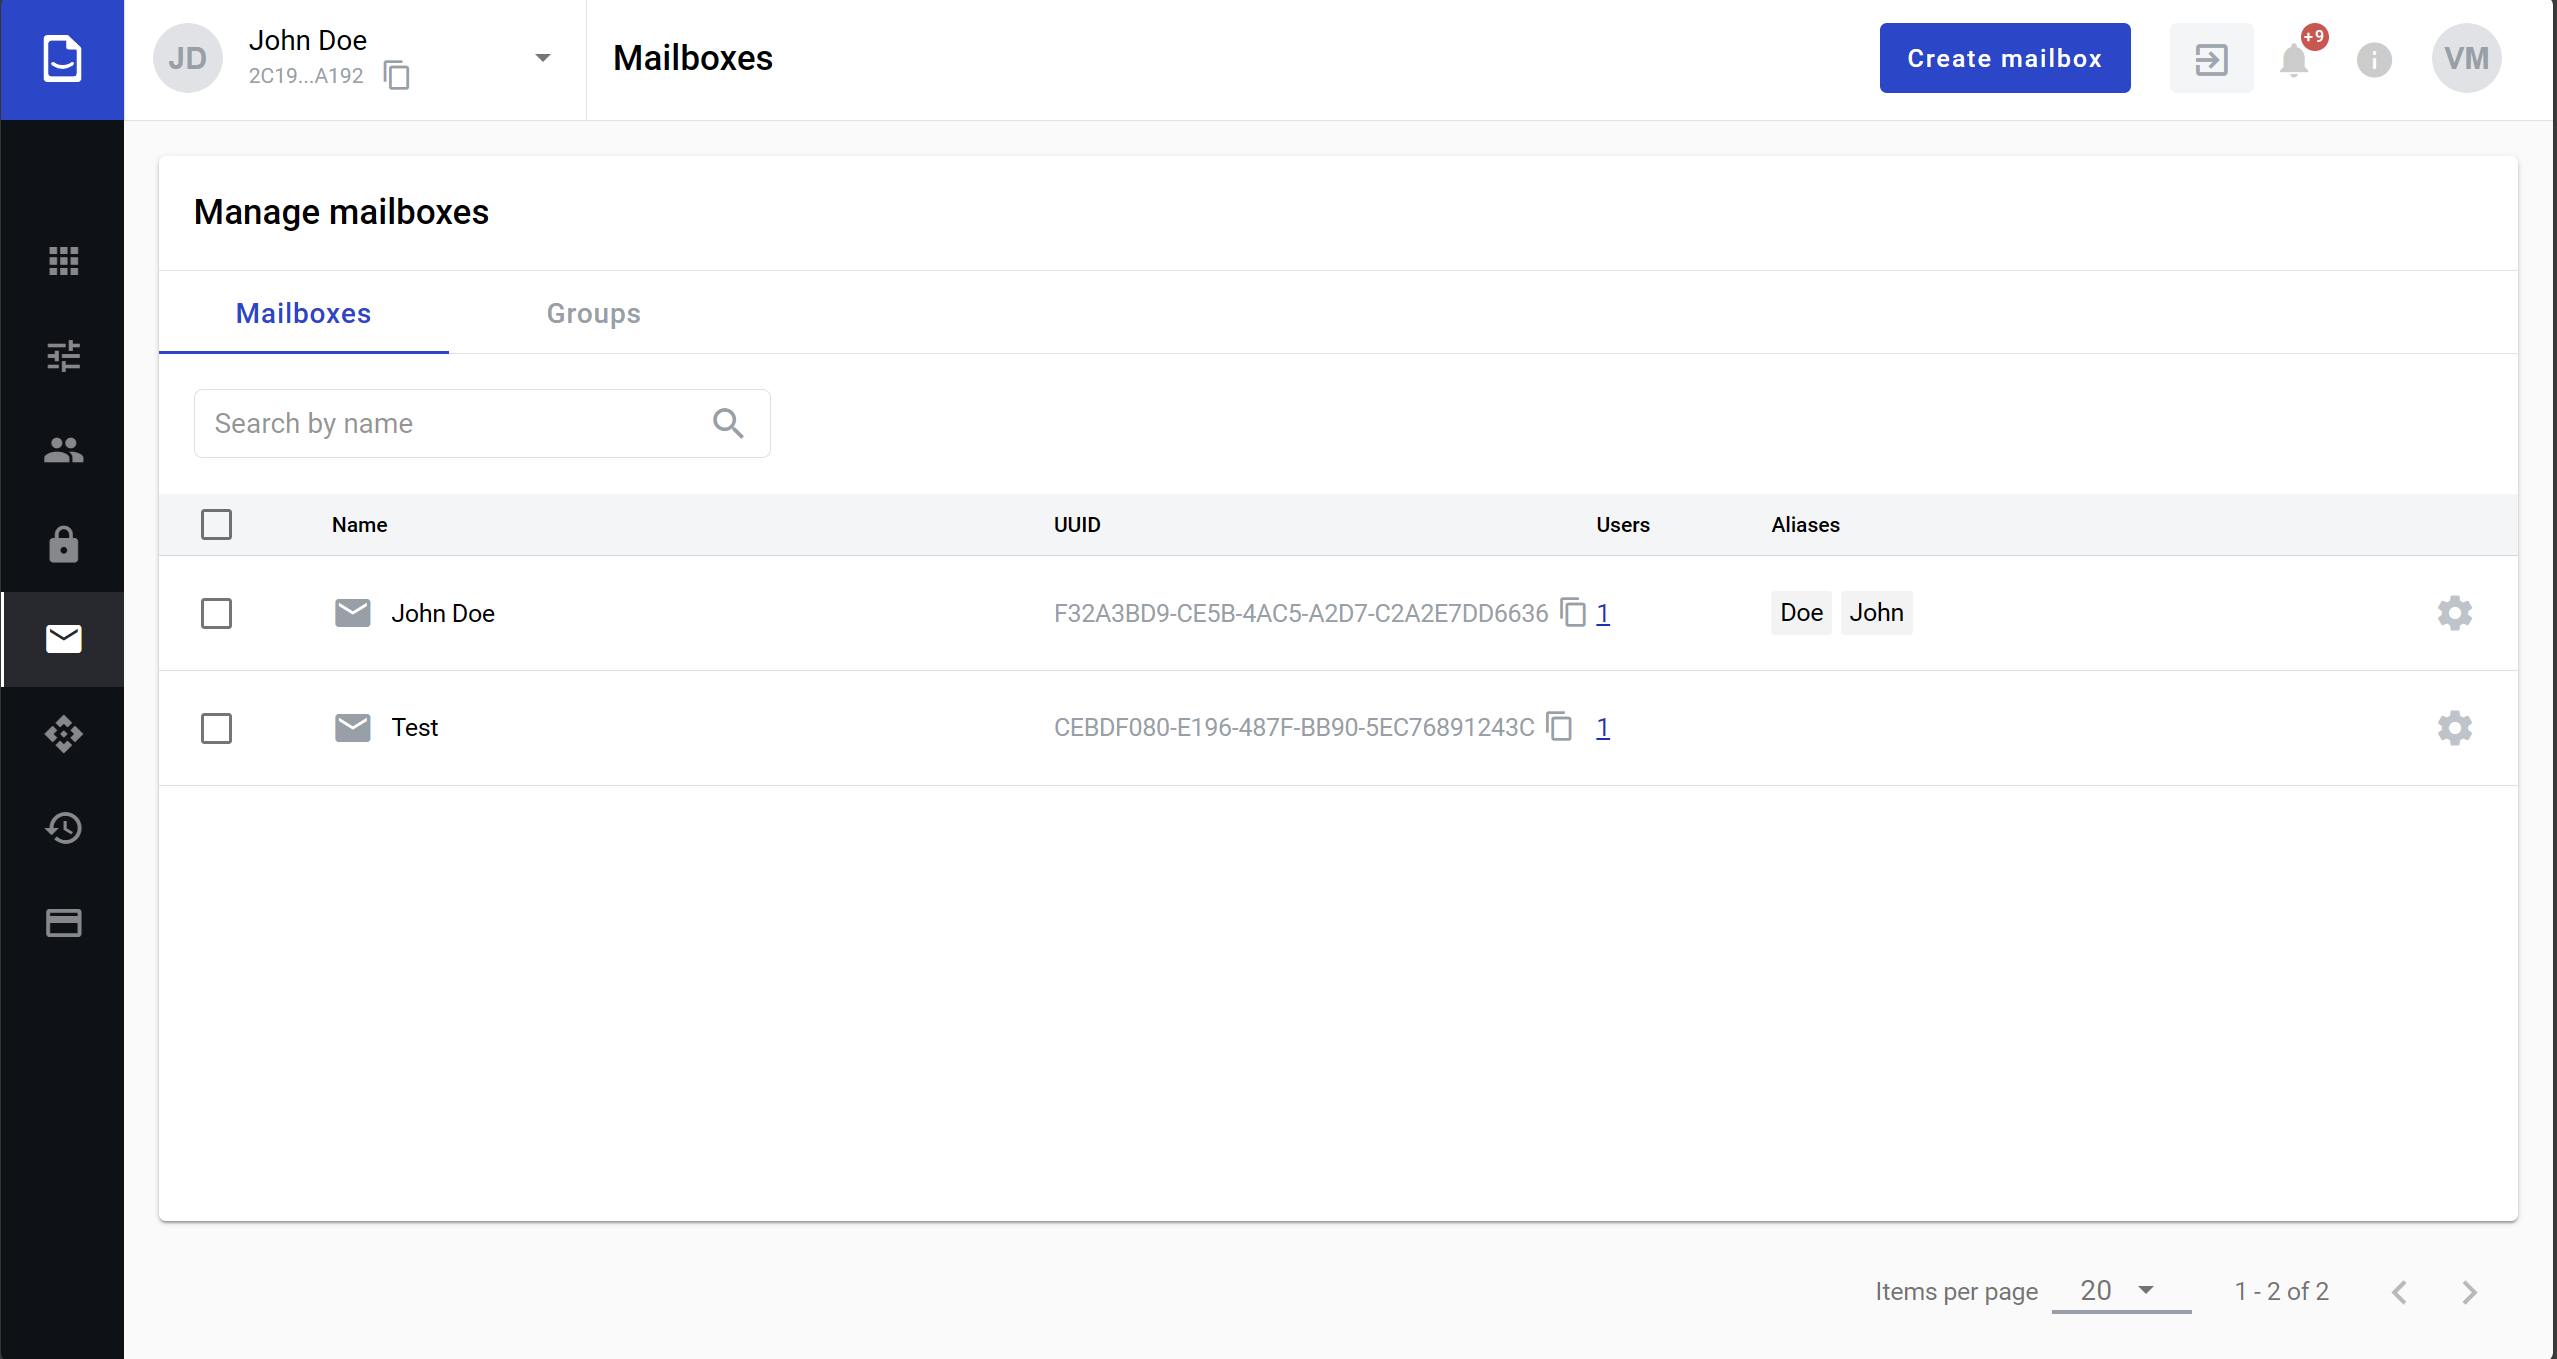 JD
John Doe
2C19...A192
Mailboxes
Create mailbox
+9
VM
Manage mailboxes
Mailboxes
Groups
Search by name
Name UUID Users Aliases
John Doe F32A3BD9-CE5B-4AC5-A2D7-C2A2E7DD6636 1 Doe John
Test CEBDF080-E196-487F-BB90-5EC76891243C 1
Items per page 20 1 - 2 of 2